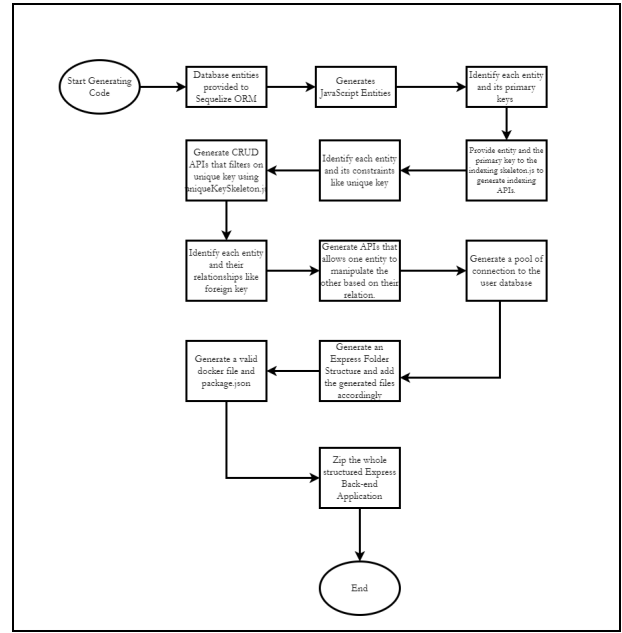 Start Generating
Code
Database entities
provided to
Sequelize ORM
Generates
JavaScript Entities
Identify each entity
and its primary
keys
Provide entity and the
primary key to the
indexing skeleton.js to
generate indexing
APIs.
Identify each entity
and its constraints
like unique key
Generate CRUD
APIs that filters on
unique key using
uniqueKeySkeleton.js
Identify each entity
and their
relationships like
foreign key
Generate APIs that
allows one entity to
manipulate the
other based on their
relation.
Generate a pool of
connection to the
user database
Generate an
Express Folder
Structure and add
the generated files
accordingly
Generate a valid
docker file and
package.json
Zip the whole
structured Express
Back-end
Application
End